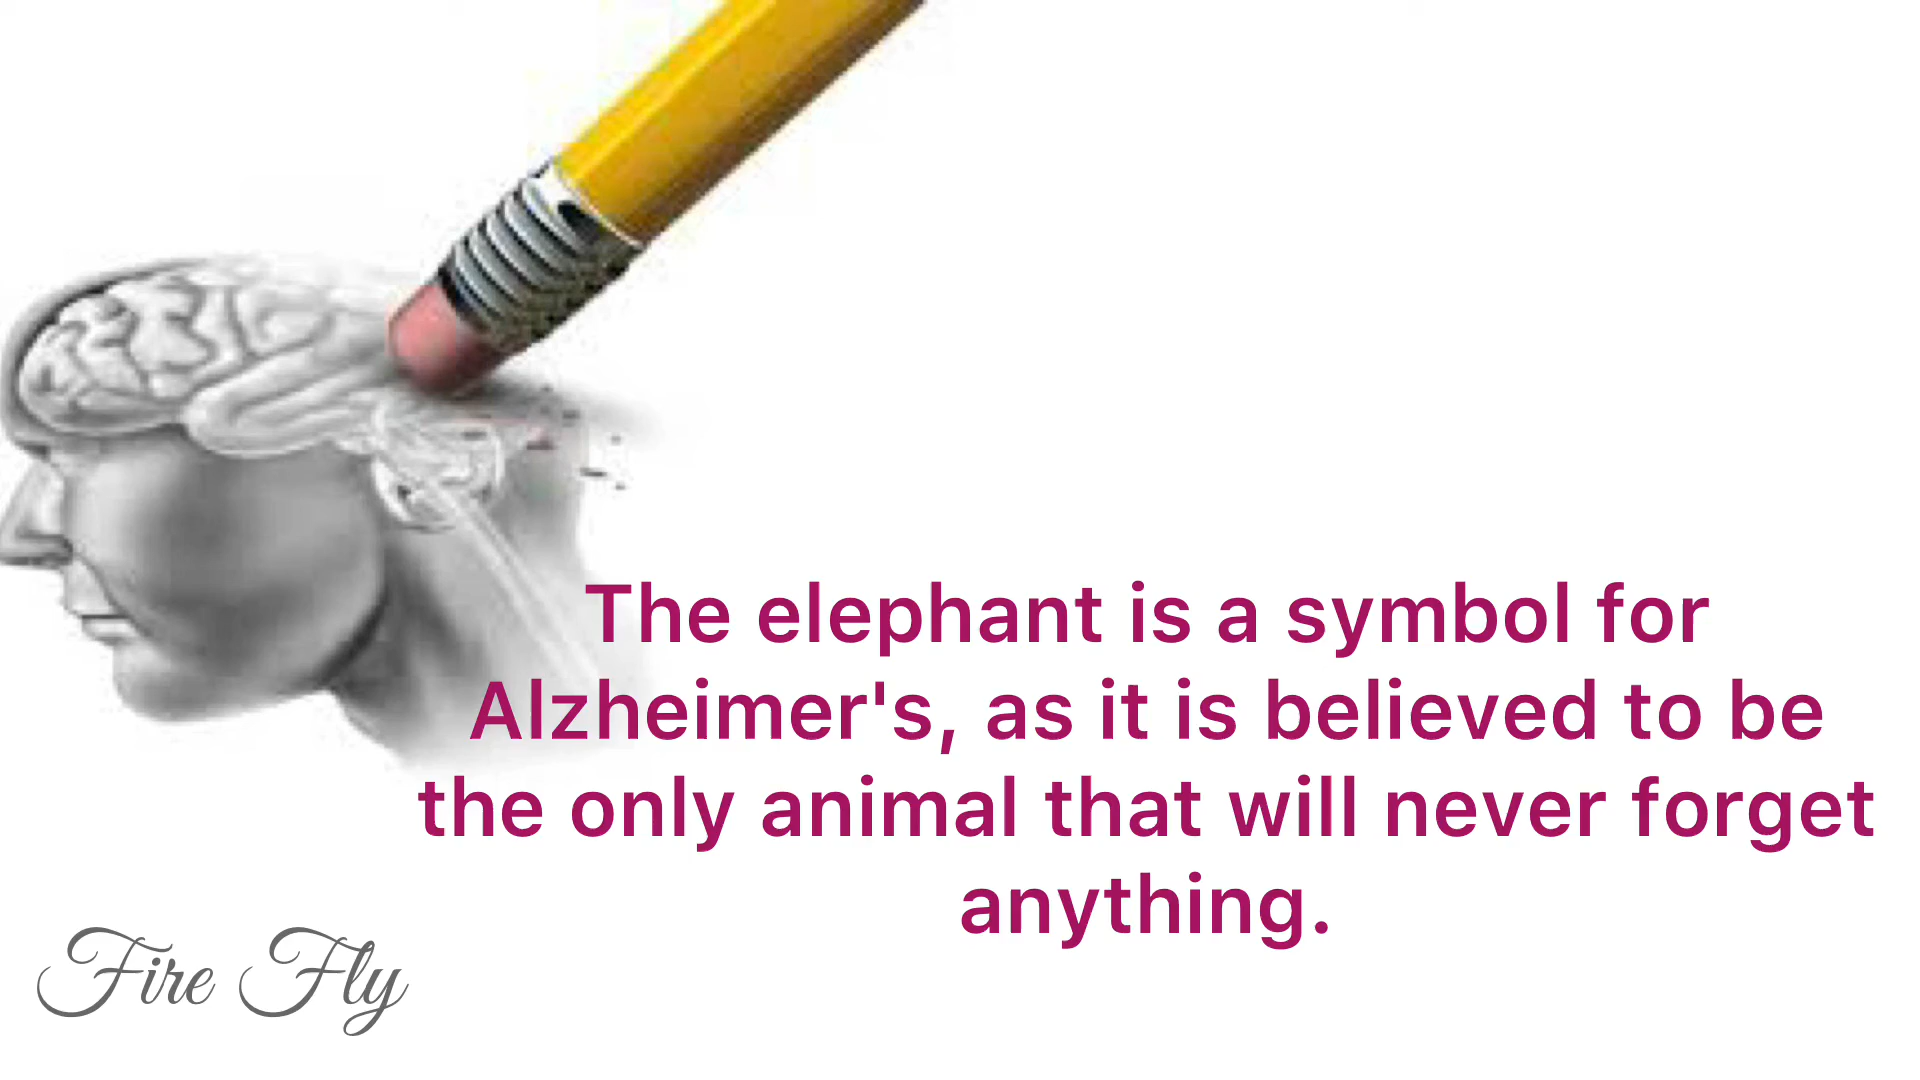 The elephant is a symbol for
Alzheimer's, as it is believed to be
the only animal that will never forget
anything.
Fire Fly